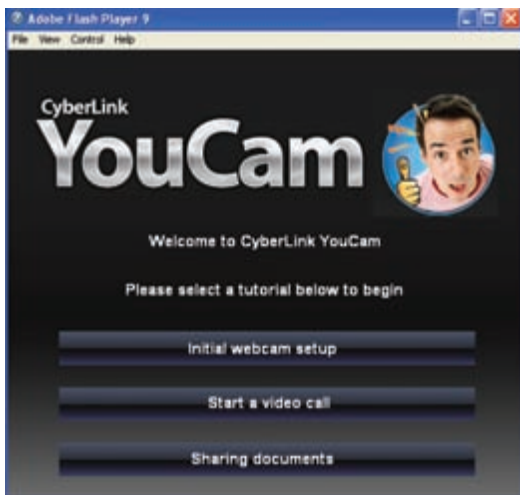 Adobe Flash Player 9
File View Control Help
CyberLink
YouCam
Welcome to CyberLink YouCam
Please select a tutorial below to begin
Initial webcam setup
Start a video call
Sharing documents